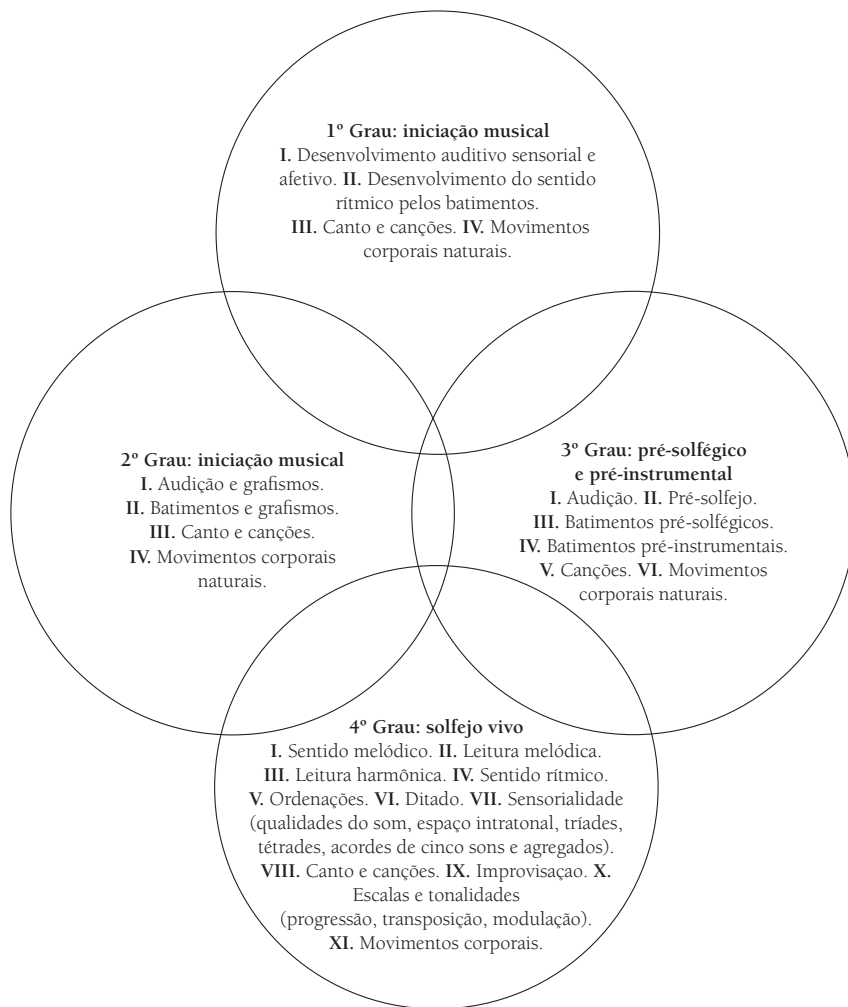 1º Grau: iniciação musical
I. Desenvolvimento auditivo sensorial e
afetivo. II. Desenvolvimento do sentido
rítmico pelos batimentos.
III. Canto e canções. IV. Movimentos
corporais naturais.
2º Grau: iniciação musical
I. Audição e grafismos.
II. Batimentos e grafismos.
III. Canto e canções.
IV. Movimentos corporais
naturais.
3º Grau: pré-solfégico
e pré-instrumental
I. Audição. II. Pré-solfejo.
III. Batimentos pré-solfégicos.
IV. Batimentos pré-instrumentais.
V. Canções. VI. Movimentos
corporais naturais.
4º Grau: solfejo vivo
I. Sentido melódico. II. Leitura melódica.
III. Leitura harmônica. IV. Sentido rítmico.
V. Ordenações. VI. Ditado. VII. Sensorialidade
(qualidades do som, espaço intratonal, tríades,
tétrades, acordes de cinco sons e agregados).
VIII. Canto e canções. IX. Improvisaçao. X.
Escalas e tonalidades
(progressão, transposição, modulação).
XI. Movimentos corporais.